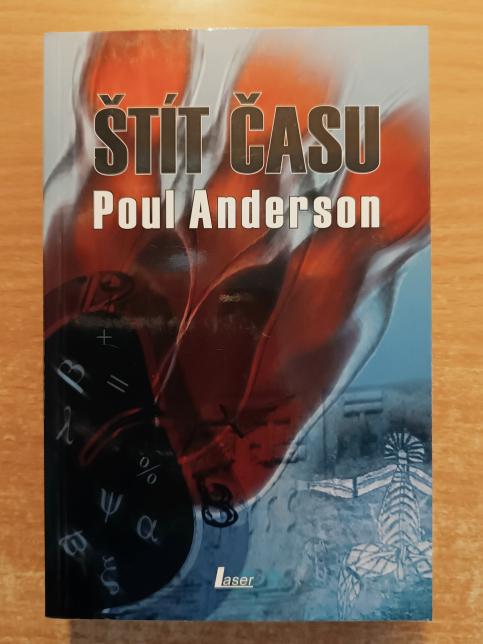 ŠTÍT ČASU
Poul Anderson
+
β
=
λ
X
%
ψ
α
ϖ
ξ
Laser